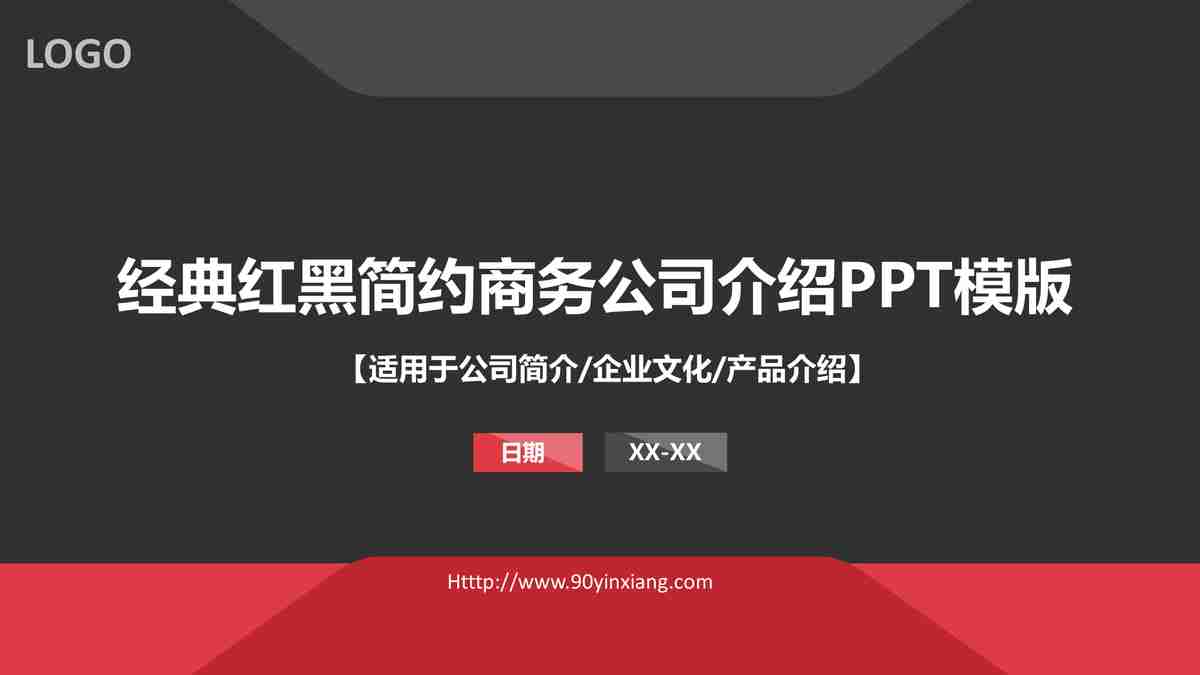 LOGO
经典红黑简约商务公司介绍PPT模版
【适用于公司简介/企业文化/产品介绍】
日期 XX-XX
Htttp://www.90yinxiang.com